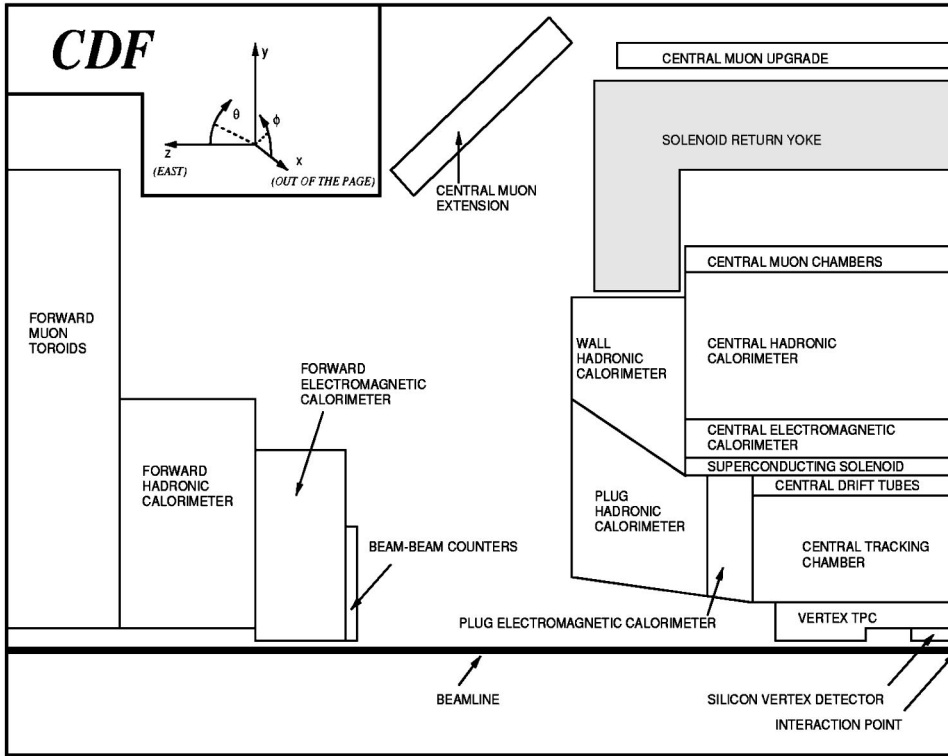 CDF
y
θ
φ
z
x
(EAST)
(OUT OF THE PAGE)
CENTRAL MUON
EXTENSION
CENTRAL MUON UPGRADE
SOLENOID RETURN YOKE
CENTRAL MUON CHAMBERS
FORWARD
MUON
TOROIDS
WALL
HADRONIC
CALORIMETER
CENTRAL HADRONIC
CALORIMETER
FORWARD
ELECTROMAGNETIC
CALORIMETER
CENTRAL ELECTROMAGNETIC
CALORIMETER
SUPERCONDUCTING SOLENOID
FORWARD
HADRONIC
CALORIMETER
CENTRAL DRIFT TUBES
PLUG
HADRONIC
CALORIMETER
BEAM-BEAM COUNTERS
CENTRAL TRACKING
CHAMBER
PLUG ELECTROMAGNETIC CALORIMETER
VERTEX TPC
BEAMLINE
SILICON VERTEX DETECTOR
INTERACTION POINT